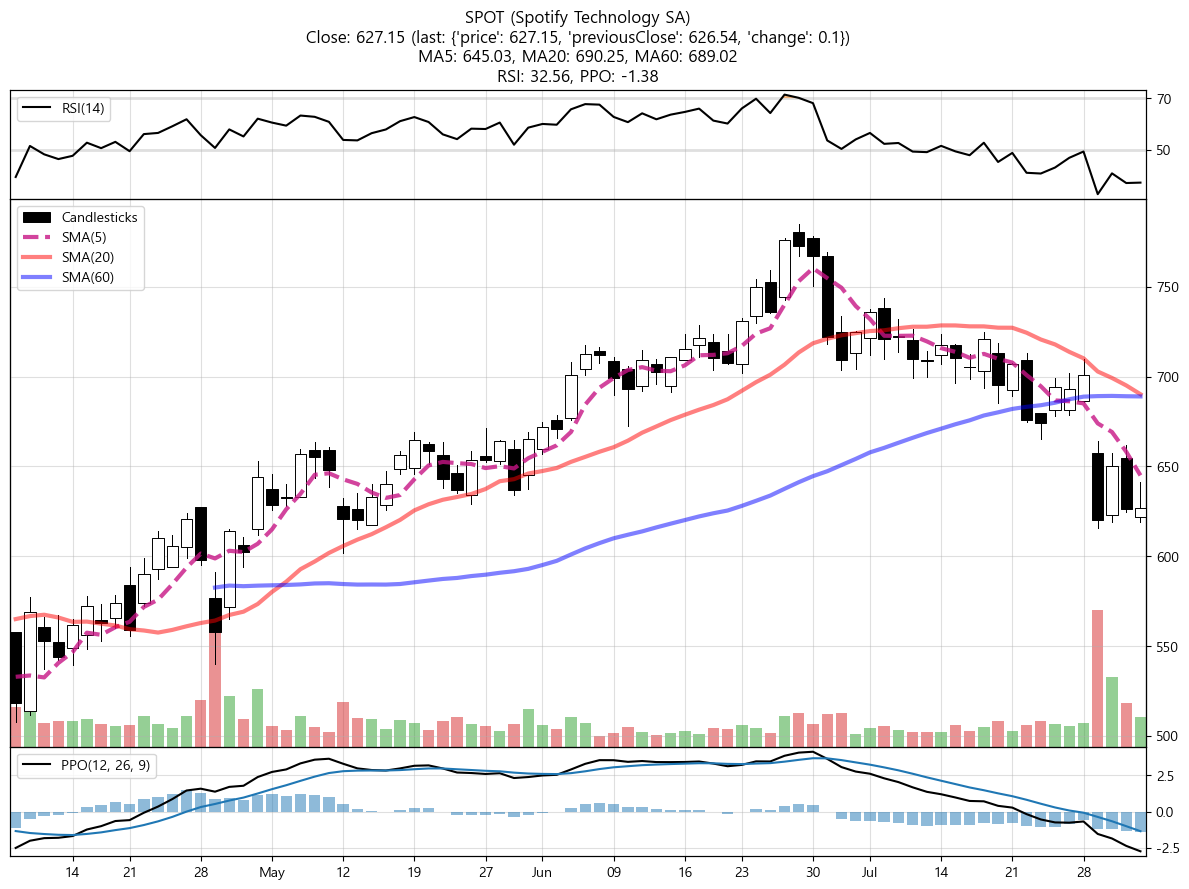 SPOT (Spotify Technology SA)
Close: 627.15 (last: {'price': 627.15, 'previousClose': 626.54, 'change': 0.1})
MA5: 645.03, MA20: 690.25, MA60: 689.02
RSI: 32.56, PPO: -1.38
RSI(14)
70
50
Candlesticks
SMA(5)
SMA(20)
SMA(60)
750
700
650
600
550
500
PPO(12, 26, 9)
2.5
0.0
−2.5
14 21 28 May 12 19 27 Jun 09 16 23 30 Jul 14 21 28